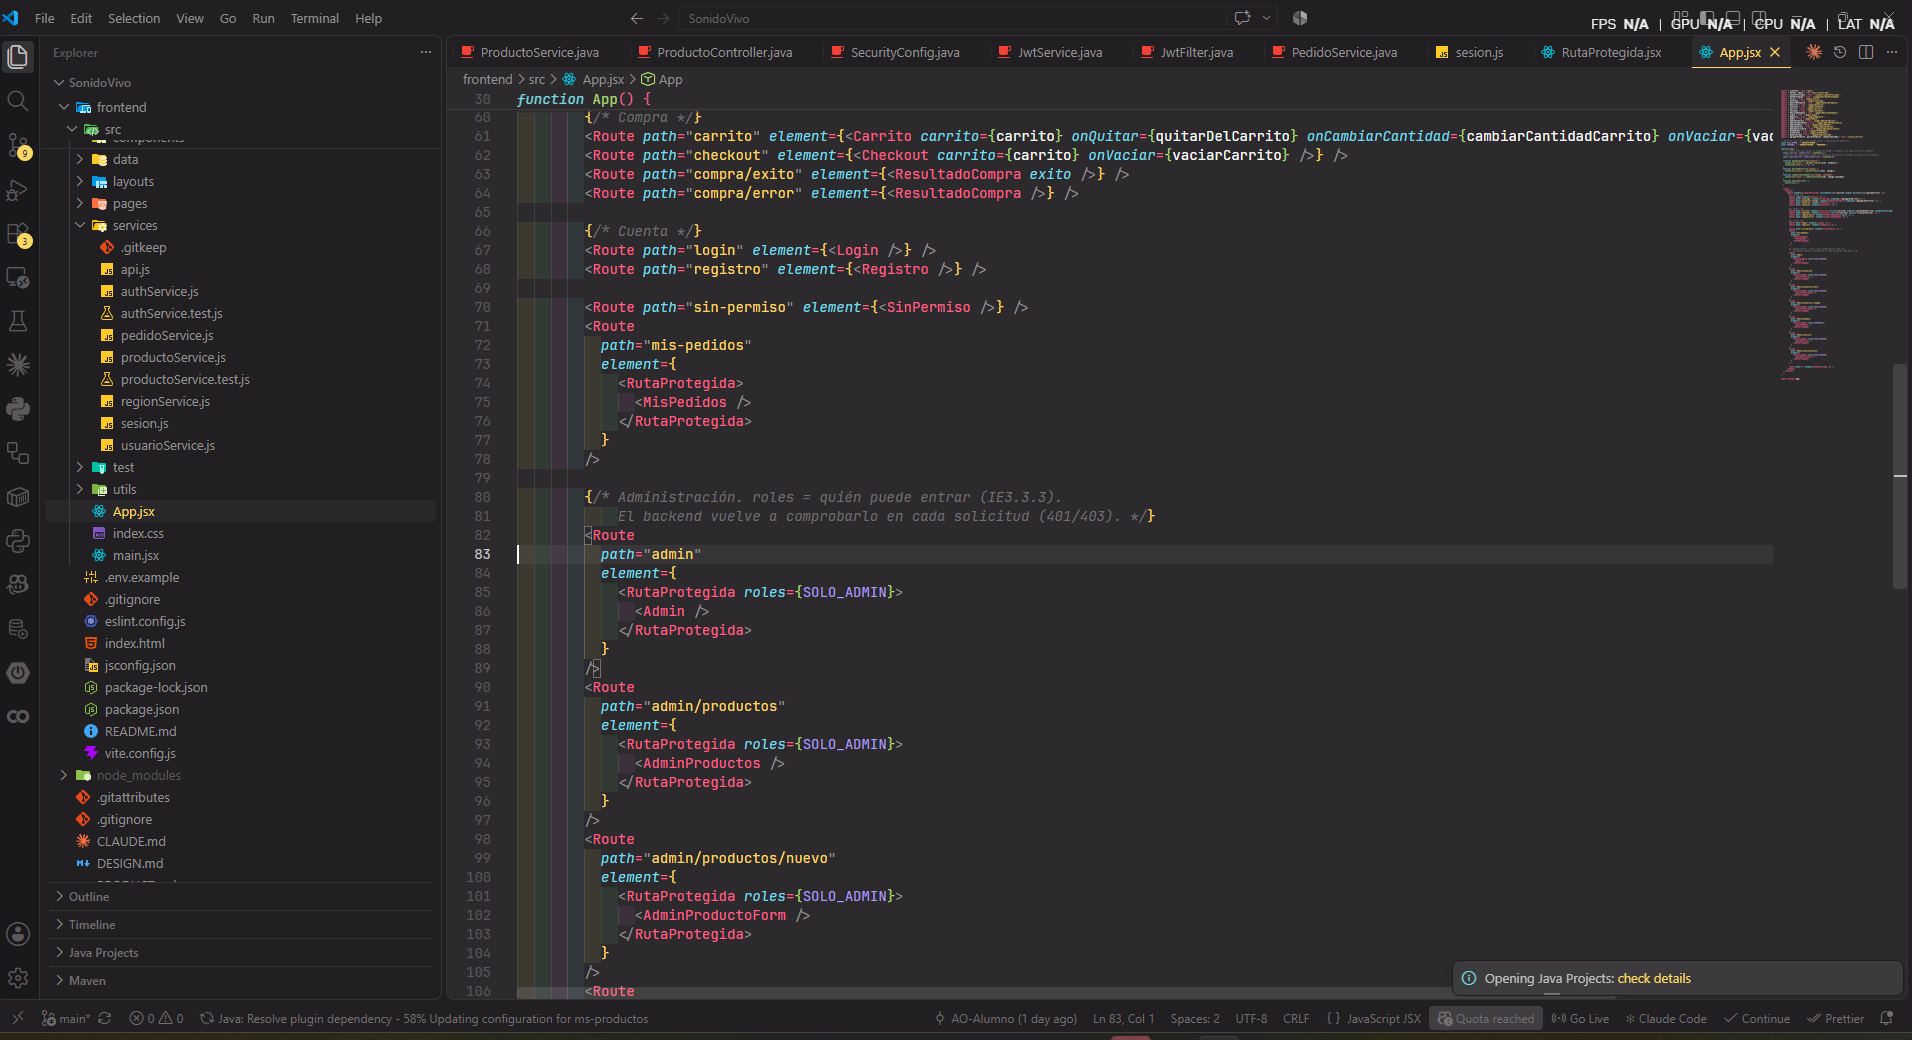 File Edit Selection View Go Run Terminal Help
SonidoVivo
FPS N/A | GPU N/A | CPU N/A | LAT N/A
Explorer
SonidoVivo
frontend
src
components
data
layouts
pages
services
.gitkeep
api.js
authService.js
authService.test.js
pedidoService.js
productoService.js
productoService.test.js
regionService.js
sesion.js
usuarioService.js
test
utils
App.jsx
index.css
main.jsx
.env.example
.gitignore
eslint.config.js
index.html
jsconfig.json
package-lock.json
package.json
README.md
vite.config.js
node_modules
.gitattributes
.gitignore
CLAUDE.md
DESIGN.md
Outline
Timeline
Java Projects
Maven
9
3
ProductoService.java ProductoController.java SecurityConfig.java JwtService.java JwtFilter.java PedidoService.java sesion.js RutaProtegida.jsx App.jsx
frontend > src > App.jsx > App
30 function App() {
60 {/* Compra */}
61 <Route path="carrito" element={<Carrito carrito={carrito} onQuitar={quitarDelCarrito} onCambiarCantidad={cambiarCantidadCarrito} onVaciar={vac
62 <Route path="checkout" element={<Checkout carrito={carrito} onVaciar={vaciarCarrito} />} />
63 <Route path="compra/exito" element={<ResultadoCompra exito />} />
64 <Route path="compra/error" element={<ResultadoCompra />} />
65
66 {/* Cuenta */}
67 <Route path="login" element={<Login />} />
68 <Route path="registro" element={<Registro />} />
69
70 <Route path="sin-permiso" element={<SinPermiso />} />
71 <Route
72 path="mis-pedidos"
73 element={
74 <RutaProtegida>
75 <MisPedidos />
76 </RutaProtegida>
77 }
78 />
79
80 {/* Administración. roles = quién puede entrar (IE3.3.3).
81 El backend vuelve a comprobarlo en cada solicitud (401/403). */}
82 <Route
83 path="admin"
84 element={
85 <RutaProtegida roles={SOLO_ADMIN}>
86 <Admin />
87 </RutaProtegida>
88 }
89 />
90 <Route
91 path="admin/productos"
92 element={
93 <RutaProtegida roles={SOLO_ADMIN}>
94 <AdminProductos />
95 </RutaProtegida>
96 }
97 />
98 <Route
99 path="admin/productos/nuevo"
100 element={
101 <RutaProtegida roles={SOLO_ADMIN}>
102 <AdminProductoForm />
103 </RutaProtegida>
104 }
105 />
106 <Route
Opening Java Projects: check details
main* 0 0 Java: Resolve plugin dependency - 58% Updating configuration for ms-productos AO-Alumno (1 day ago) Ln 83, Col 1 Spaces: 2 UTF-8 CRLF { } JavaScript JSX Quota reached Go Live Claude Code Continue Prettier